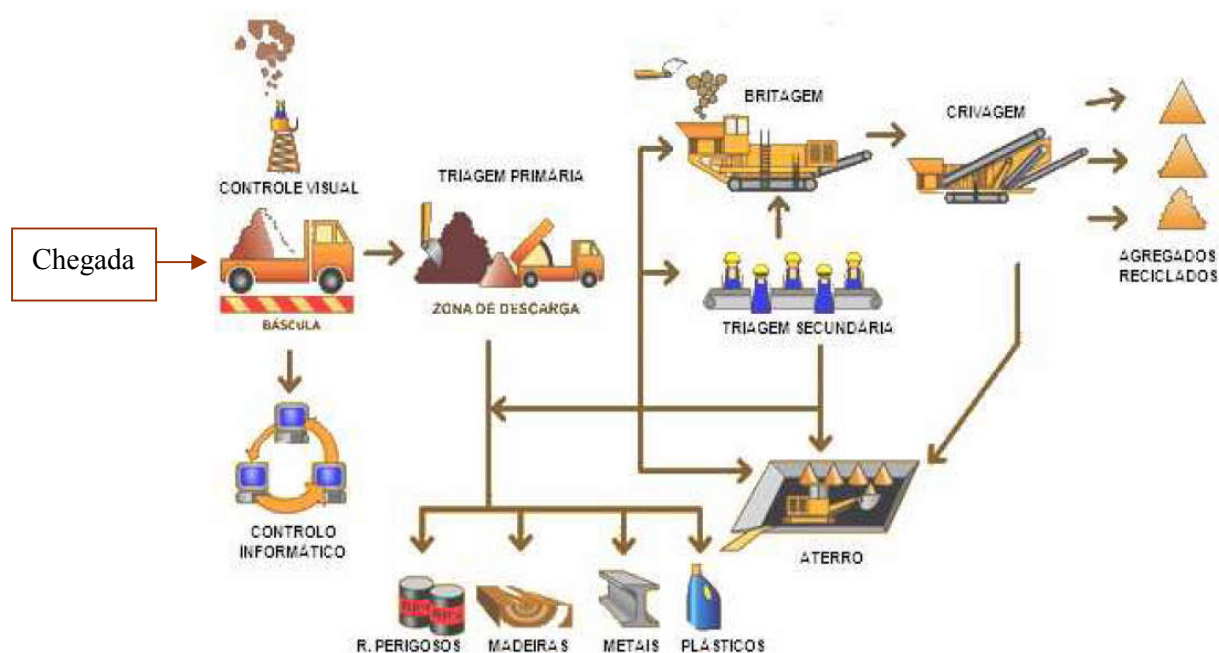 CONTROLE VISUAL
Chegada
BÁSCULA
CONTROLO
INFORMÁTICO
TRIAGEM PRIMÁRIA
ZONA DE DESCARGA
BRITAGEM
CRIVAGEM
TRIAGEM SECUNDÁRIA
AGREGADOS
RECICLADOS
ATERRO
R. PERIGOSOS
MADEIRAS
METAIS
PLÁSTICOS